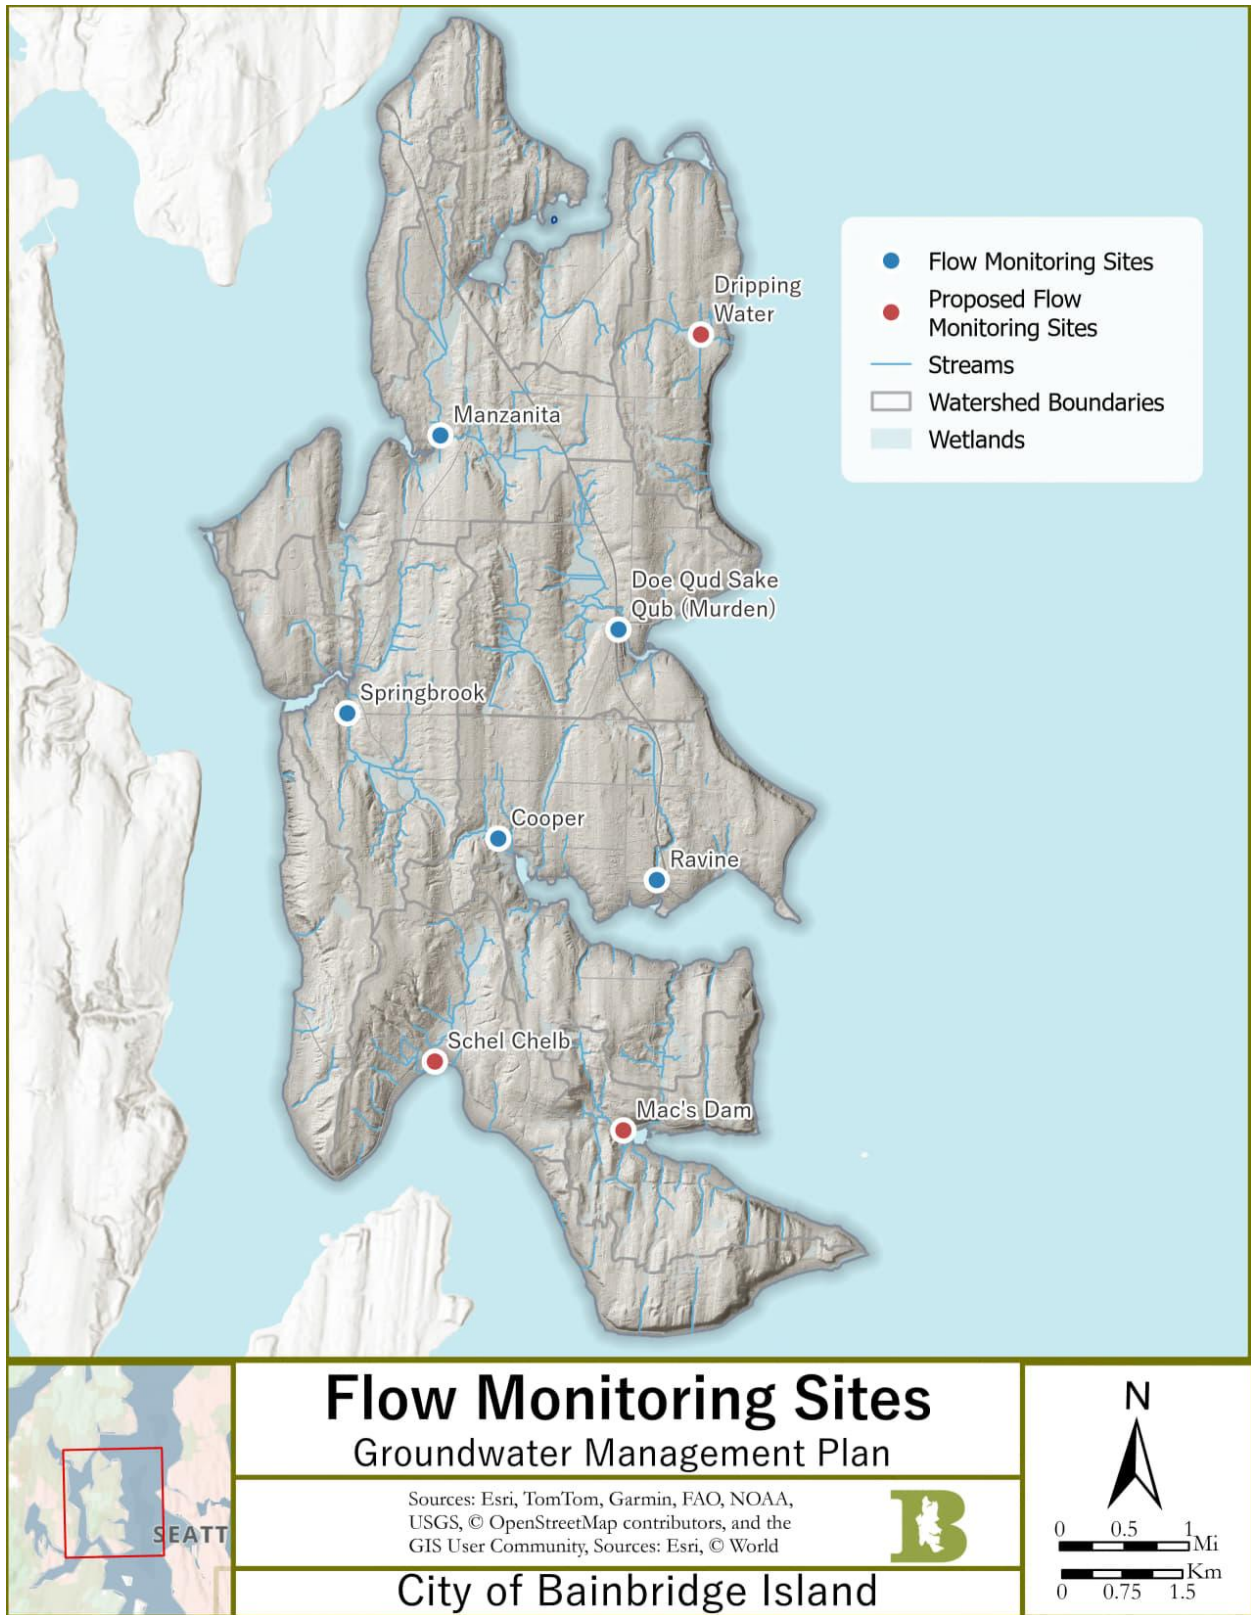 Flow Monitoring Sites
Proposed Flow
Monitoring Sites
Streams
Watershed Boundaries
Wetlands
Dripping
Water
Manzanita
Doe Qud Sake
Qub (Murden)
Springbrook
Cooper
Ravine
Schel Chelb
Mac's Dam
SEATT
Flow Monitoring Sites
Groundwater Management Plan
Sources: Esri, TomTom, Garmin, FAO, NOAA,
USGS, © OpenStreetMap contributors, and the
GIS User Community, Sources: Esri, © World
B
City of Bainbridge Island
N
0 0.5 1
Mi
Km
0 0.75 1.5